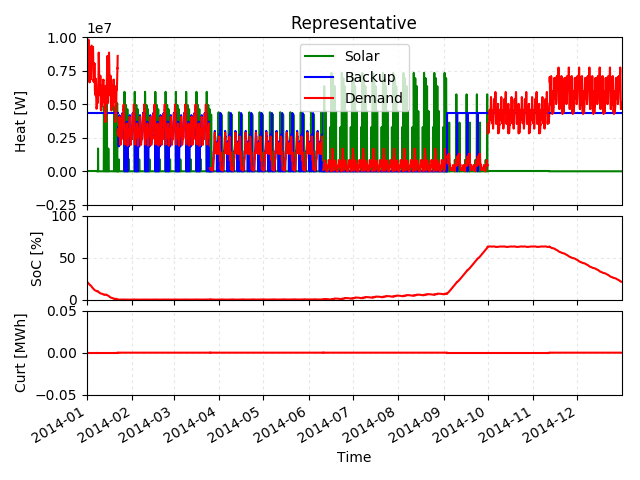 Representative
1e7
1.00
0.75
0.50
0.25
0.00
−0.25
Heat [W]
Solar
Backup
Demand
100
50
0
SoC [%]
0.05
0.00
−0.05
Curt [MWh]
2014-01
2014-02
2014-03
2014-04
2014-05
2014-06
2014-07
2014-08
2014-09
2014-10
2014-11
2014-12
Time